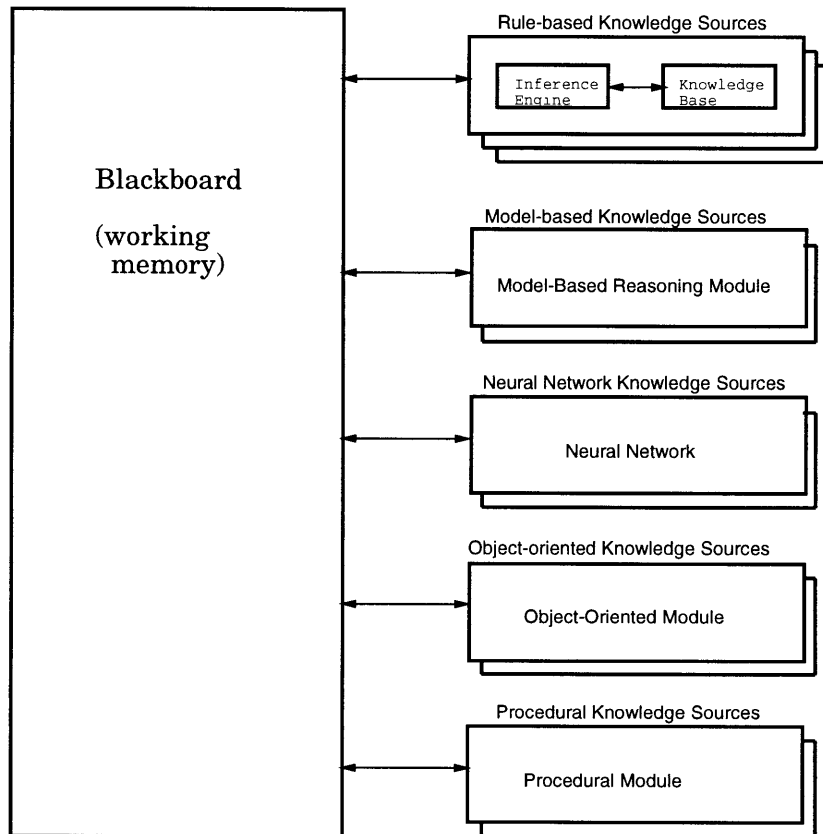 Rule-based Knowledge Sources
Inference
Engine
Knowledge
Base
Blackboard
(working
memory)
Model-based Knowledge Sources
Model-Based Reasoning Module
Neural Network Knowledge Sources
Neural Network
Object-oriented Knowledge Sources
Object-Oriented Module
Procedural Knowledge Sources
Procedural Module